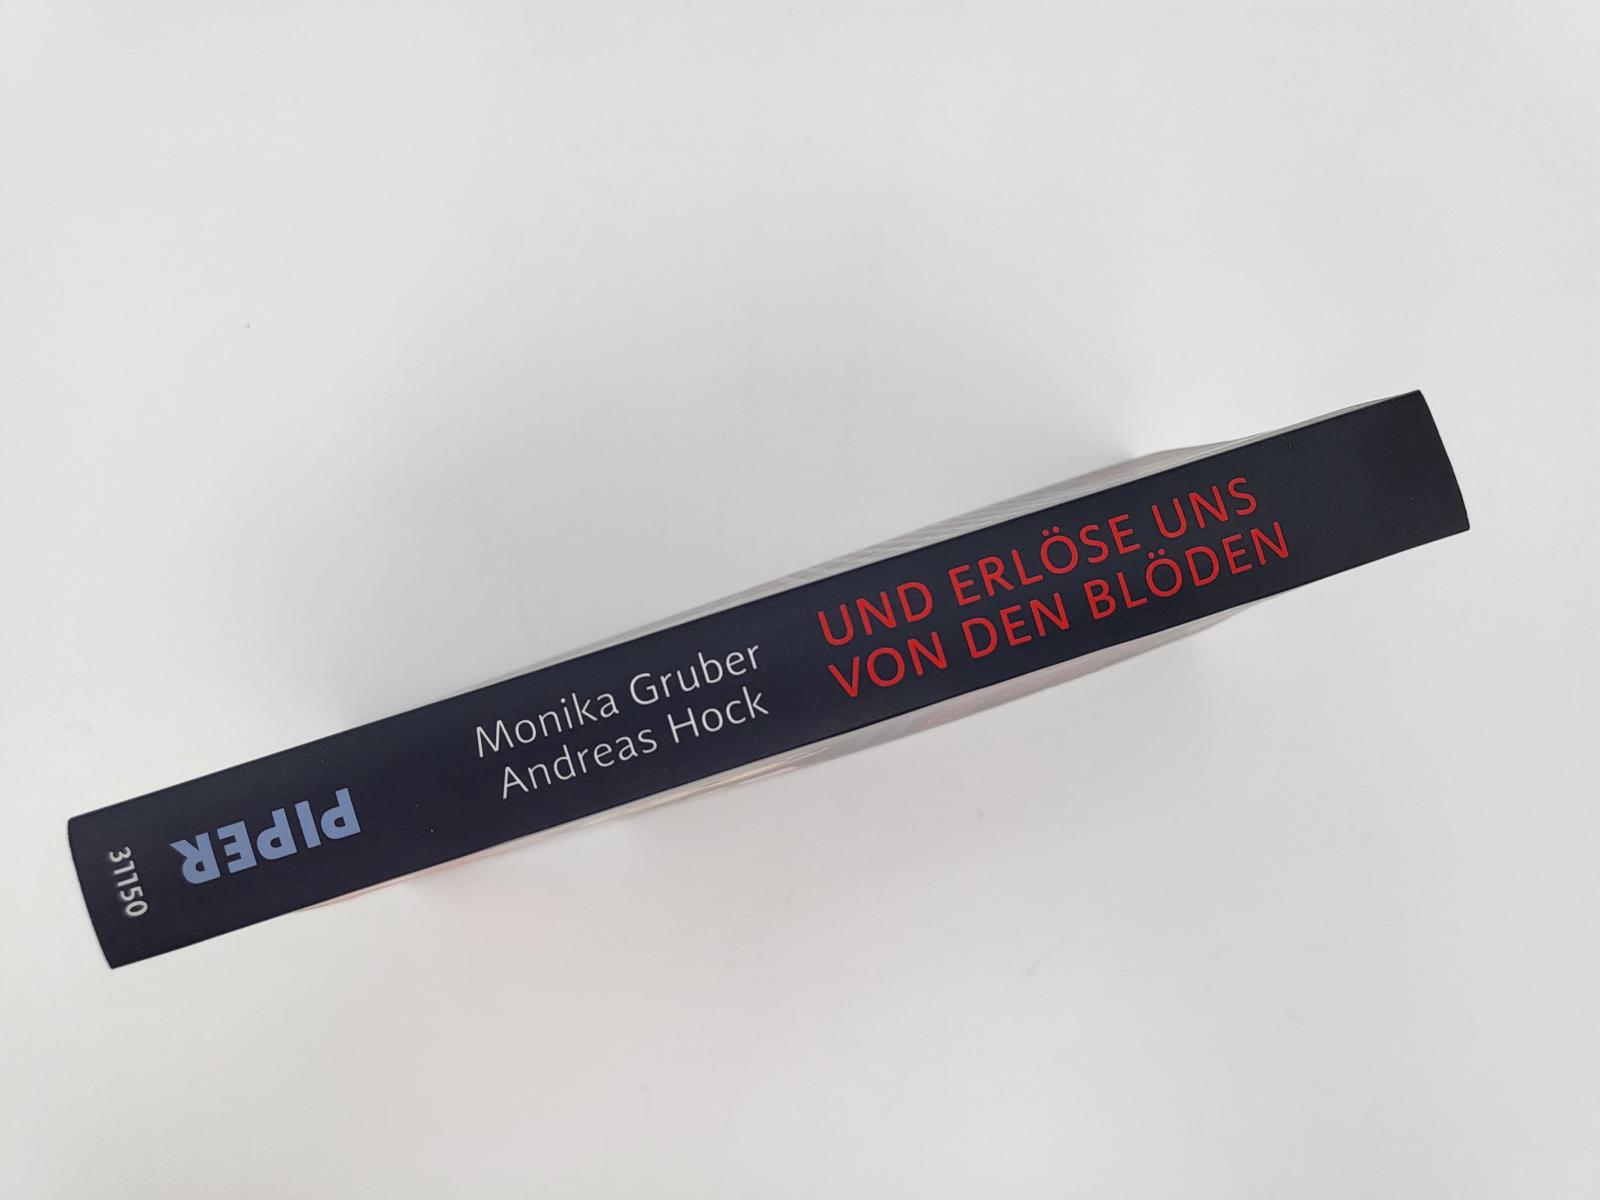 Monika Gruber
Andreas Hock
UND ERLÖSE UNS
VON DEN BLÖDEN
PIPER
31150